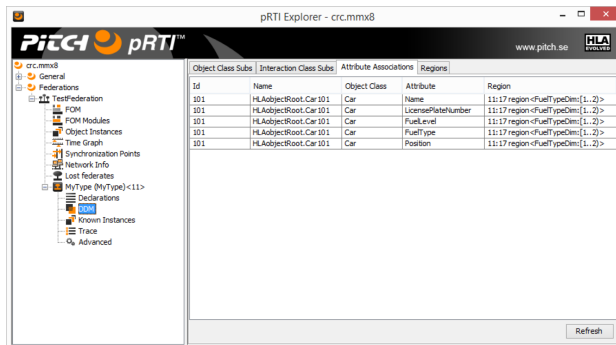 pRTI Explorer - crc.mmx8
PITCH pRTI™
www.pitch.se
HLA
EVOLVED
crc.mmx8
General
Federations
TestFederation
FOM
FOM Modules
Object Instances
Time Graph
Synchronization Points
Network Info
Lost federates
MyType (MyType)<11>
Declarations
DDM
Known Instances
Trace
Advanced
Object Class Subs Interaction Class Subs Attribute Associations Regions
Id Name Object Class Attribute Region
101 HLAobjectRoot.Car101 Car Name 11:17 region<FuelTypeDim:[1..2)>
101 HLAobjectRoot.Car101 Car LicensePlateNumber 11:17 region<FuelTypeDim:[1..2)>
101 HLAobjectRoot.Car101 Car FuelLevel 11:17 region<FuelTypeDim:[1..2)>
101 HLAobjectRoot.Car101 Car FuelType 11:17 region<FuelTypeDim:[1..2)>
101 HLAobjectRoot.Car101 Car Position 11:17 region<FuelTypeDim:[1..2)>
Refresh